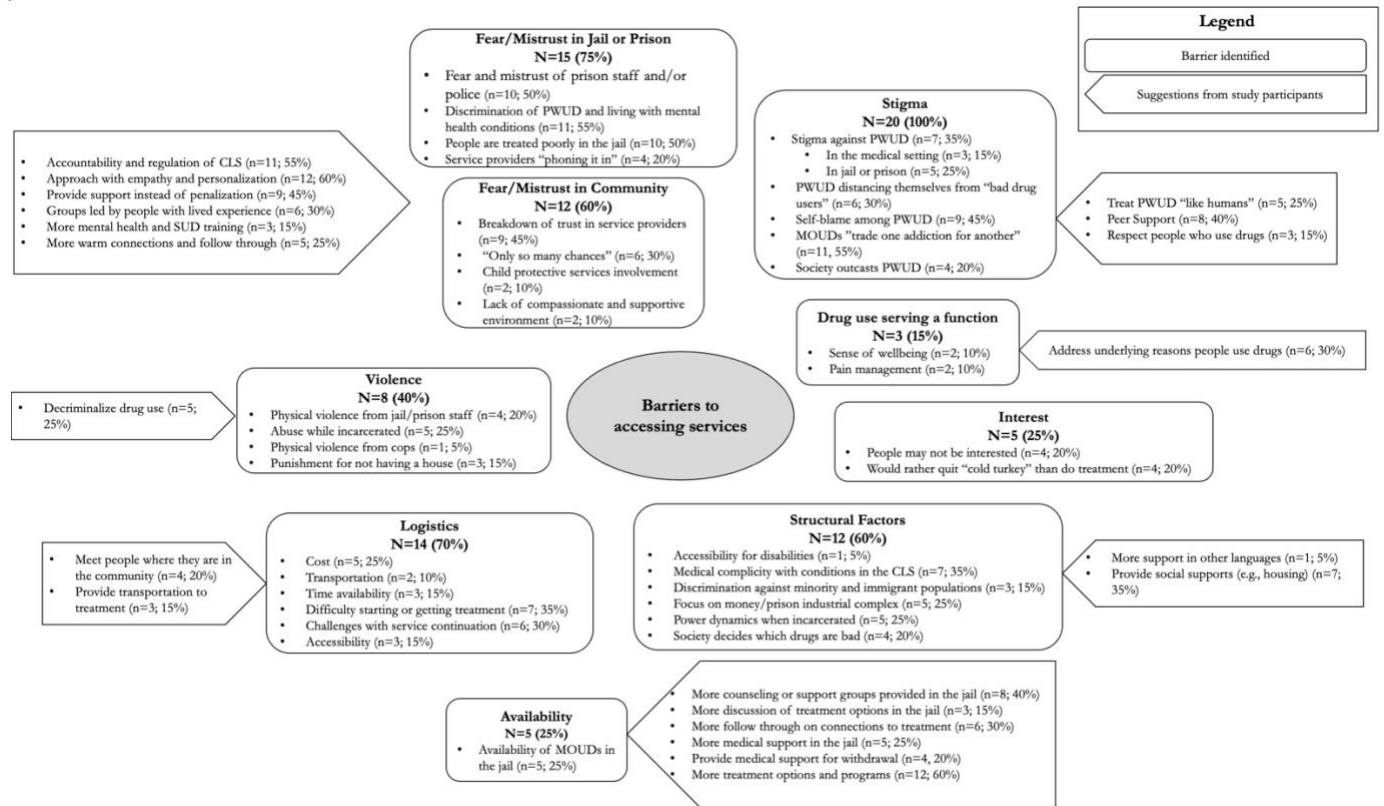 Legend
Barrier identified
Suggestions from study participants
Fear/Mistrust in Jail or Prison
N=15 (75%)
• Fear and mistrust of prison staff and/or
police (n=10; 50%)
• Discrimination of PWUD and living with mental
health conditions (n=11; 55%)
• People are treated poorly in the jail (n=10; 50%)
• Service providers “phoning it in” (n=4; 20%)
• Accountability and regulation of CLS (n=11; 55%)
• Approach with empathy and personalization (n=12; 60%)
• Provide support instead of penalization (n=9; 45%)
• Groups led by people with lived experience (n=6; 30%)
• More mental health and SUD training (n=3; 15%)
• More warm connections and follow through (n=5; 25%)
Fear/Mistrust in Community
N=12 (60%)
• Breakdown of trust in service providers
(n=9; 45%)
• “Only so many chances” (n=6; 30%)
• Child protective services involvement
(n=2; 10%)
• Lack of compassionate and supportive
environment (n=2; 10%)
Stigma
N=20 (100%)
• Stigma against PWUD (n=7; 35%)
• In the medical setting (n=3; 15%)
• In jail or prison (n=5; 25%)
• PWUD distancing themselves from “bad drug
users” (n=6; 30%)
• Self-blame among PWUD (n=9; 45%)
• MOUDs ”trade one addiction for another”
(n=11, 55%)
• Society outcasts PWUD (n=4; 20%)
• Treat PWUD “like humans” (n=5; 25%)
• Peer Support (n=8; 40%)
• Respect people who use drugs (n=3; 15%)
Drug use serving a function
N=3 (15%)
• Sense of wellbeing (n=2; 10%)
• Pain management (n=2; 10%)
Address underlying reasons people use drugs (n=6; 30%)
Violence
N=8 (40%)
• Physical violence from jail/prison staff (n=4; 20%)
• Abuse while incarcerated (n=5; 25%)
• Physical violence from cops (n=1; 5%)
• Punishment for not having a house (n=3; 15%)
• Decriminalize drug use (n=5;
25%)
Barriers to
accessing services
Interest
N=5 (25%)
• People may not be interested (n=4; 20%)
• Would rather quit “cold turkey” than do treatment (n=4; 20%)
Logistics
N=14 (70%)
• Cost (n=5; 25%)
• Transportation (n=2; 10%)
• Time availability (n=3; 15%)
• Difficulty starting or getting treatment (n=7; 35%)
• Challenges with service continuation (n=6; 30%)
• Accessibility (n=3; 15%)
• Meet people where they are in
the community (n=4; 20%)
• Provide transportation to
treatment (n=3; 15%)
Structural Factors
N=12 (60%)
• Accessibility for disabilities (n=1; 5%)
• Medical complicity with conditions in the CLS (n=7; 35%)
• Discrimination against minority and immigrant populations (n=3; 15%)
• Focus on money/prison industrial complex (n=5; 25%)
• Power dynamics when incarcerated (n=5; 25%)
• Society decides which drugs are bad (n=4; 20%)
• More support in other languages (n=1; 5%)
• Provide social supports (e.g., housing) (n=7;
35%)
Availability
N=5 (25%)
• Availability of MOUDs in
the jail (n=5; 25%)
• More counseling or support groups provided in the jail (n=8; 40%)
• More discussion of treatment options in the jail (n=3; 15%)
• More follow through on connections to treatment (n=6; 30%)
• More medical support in the jail (n=5; 25%)
• Provide medical support for withdrawal (n=4, 20%)
• More treatment options and programs (n=12; 60%)